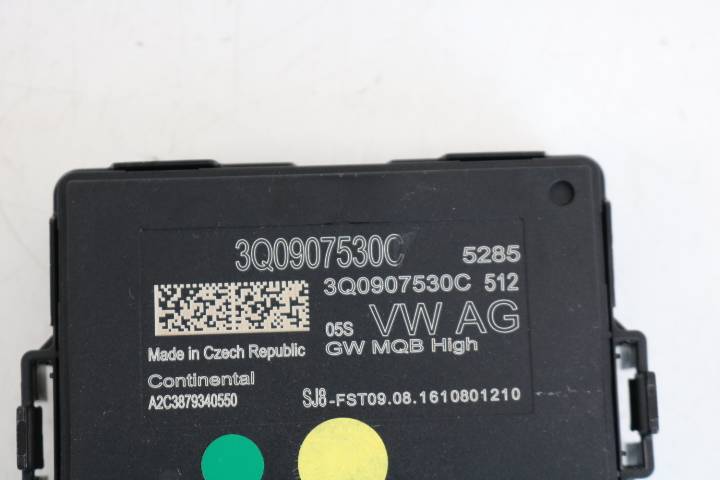 3Q0907530C 5285
3Q0907530C 512
05S VW AG
Made in Czech Republic GW MQB High
Continental
A2C3879340550 SJ8-FST09.08.1610801210